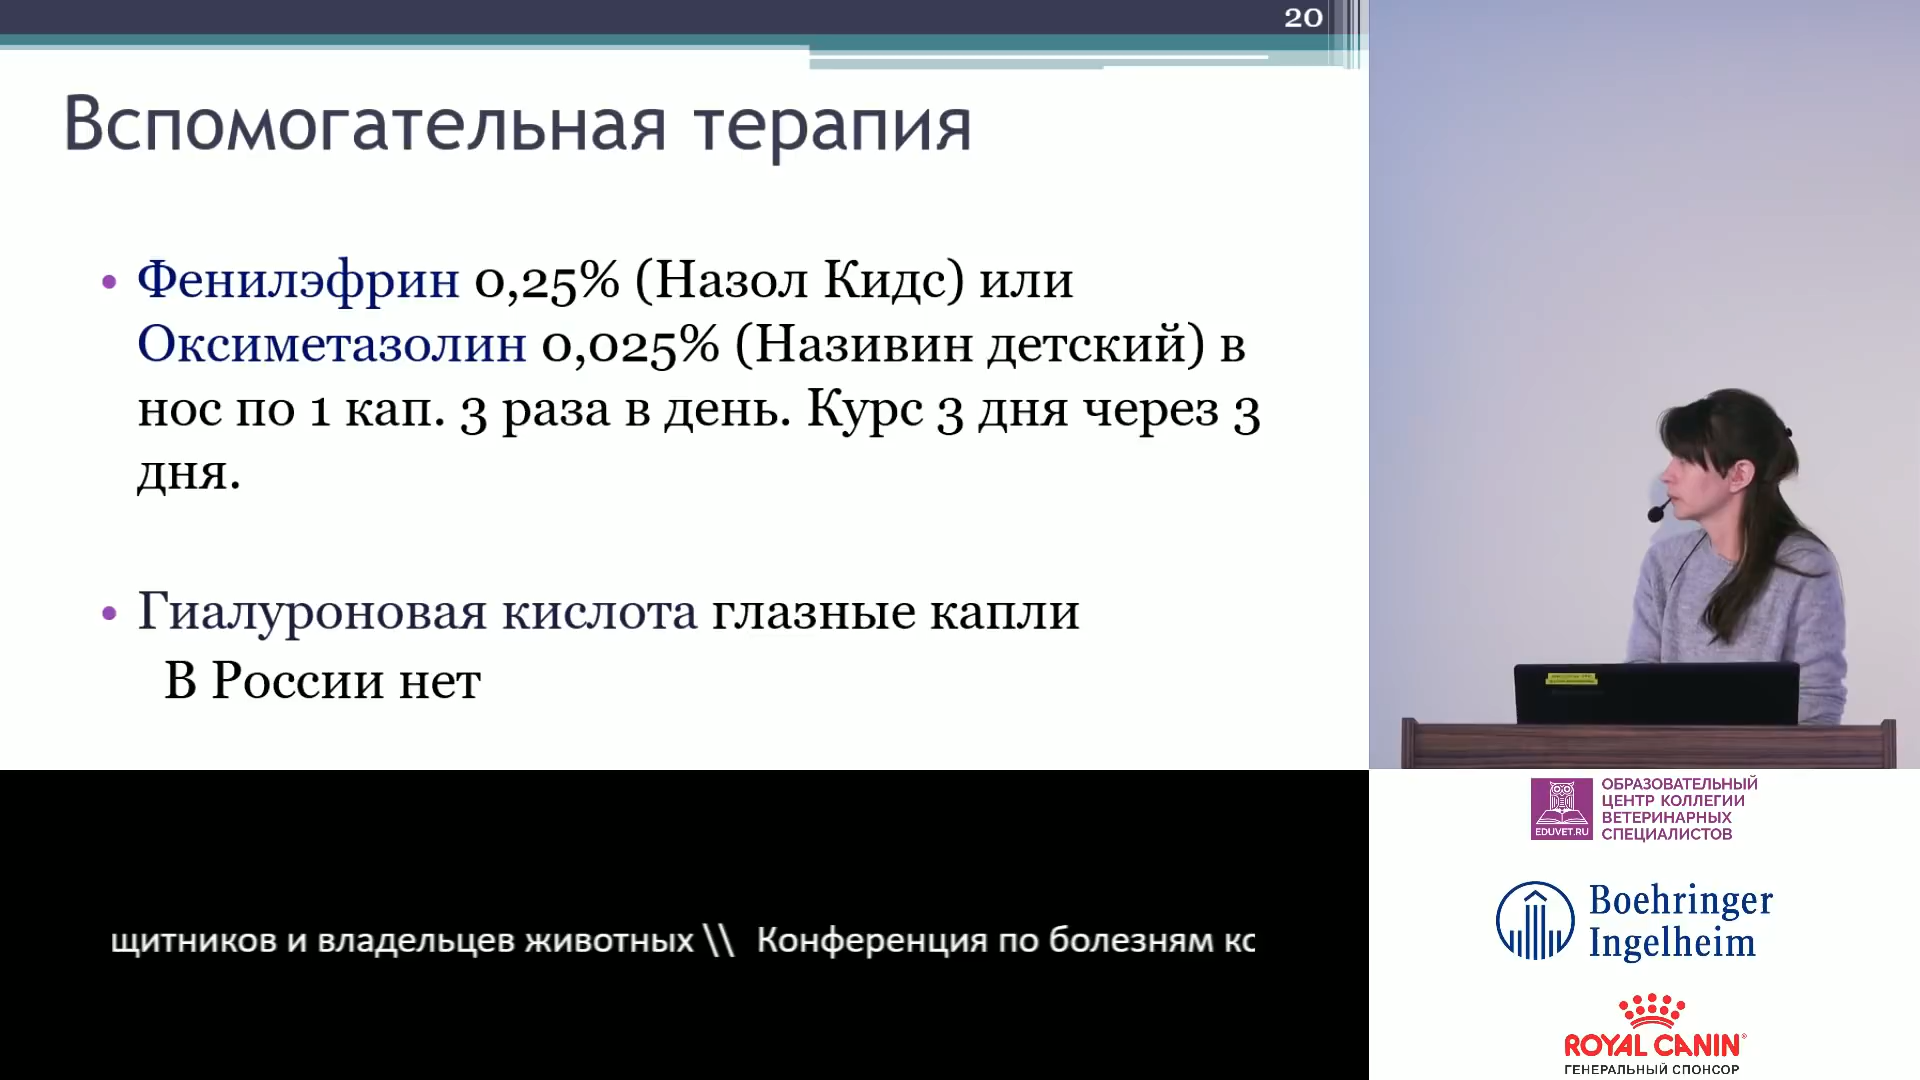 20
Вспомогательная терапия
• Фенилэфрин 0,25% (Назол Кидс) или
Оксиметазолин 0,025% (Називин детский) в
нос по 1 кап. 3 раза в день. Курс 3 дня через 3
дня.
• Гиалуроновая кислота глазные капли
В России нет
щитников и владельцев животных \\ Конференция по болезням ко
EDUVET.RU
ОБРАЗОВАТЕЛЬНЫЙ
ЦЕНТР КОЛЛЕГИИ
ВЕТЕРИНАРНЫХ
СПЕЦИАЛИСТОВ
Boehringer
Ingelheim
ROYAL CANIN
ГЕНЕРАЛЬНЫЙ СПОНСОР